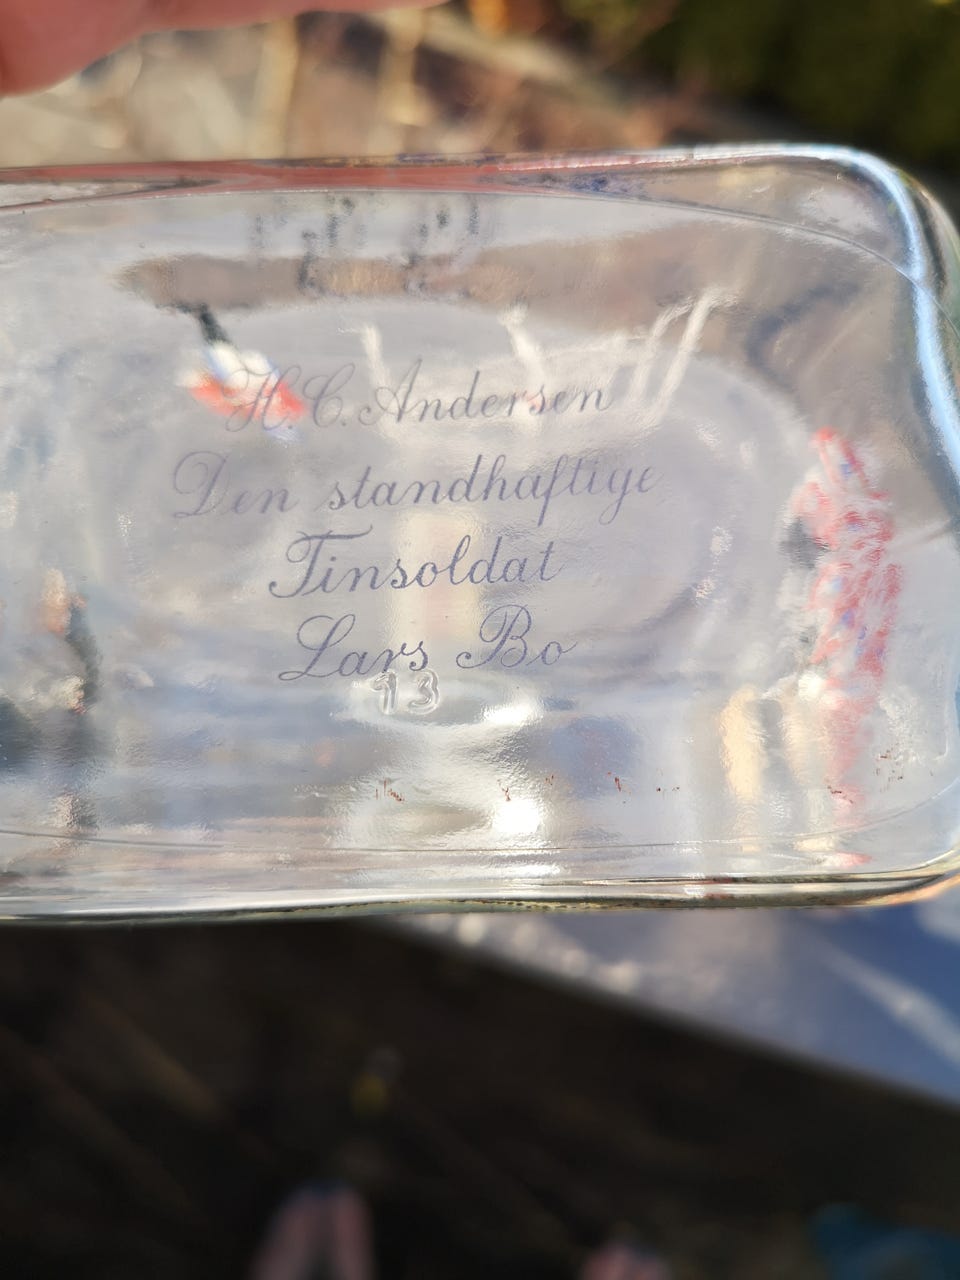 H.C. Andersen
Den standhaftige
Tinsoldat
Lars Bo
13